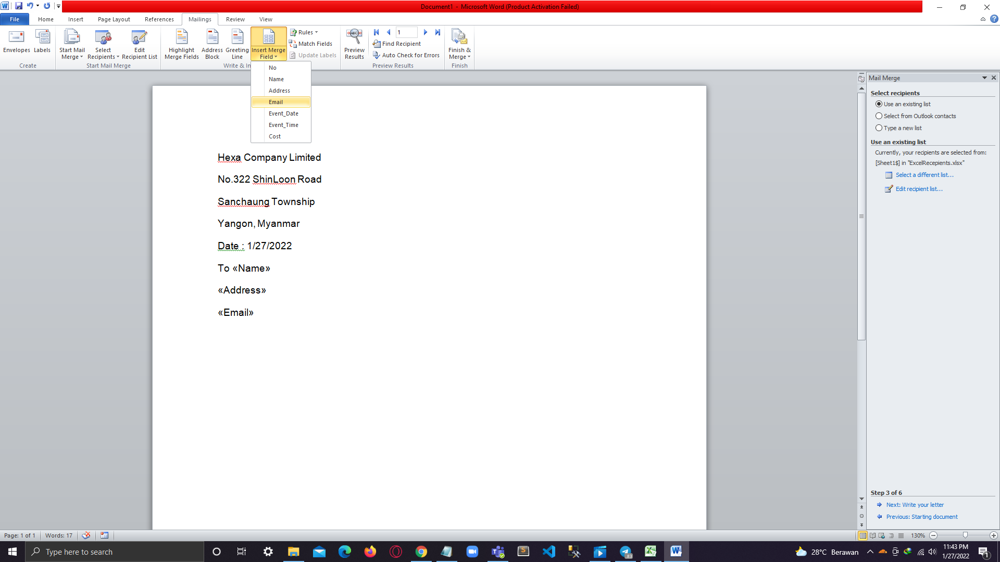 Document1 - Microsoft Word (Product Activation Failed)
File Home Insert Page Layout References Mailings Review View
Envelopes Labels Start Mail Merge Select Recipients Edit Recipient List Highlight Merge Fields Address Block Greeting Line Insert Merge Field Rules Match Fields Update Labels Preview Results 1 Find Recipient Auto Check for Errors Finish & Merge
Create Start Mail Merge Write & In Preview Results Finish
No
Name
Address
Email
Event_Date
Event_Time
Cost
Hexa Company Limited
No.322 ShinLoon Road
Sanchaung Township
Yangon, Myanmar
Date : 1/27/2022
To «Name»
«Address»
«Email»
Mail Merge
Select recipients
Use an existing list
Select from Outlook contacts
Type a new list
Use an existing list
Currently, your recipients are selected from:
[Sheet1$] in "ExcelRecepients.xlsx"
Select a different list...
Edit recipient list...
Step 3 of 6
Next: Write your letter
Previous: Starting document
Page: 1 of 1 Words: 17 130%
Type here to search 83 28°C Berawan 11:43 PM
1/27/2022 1